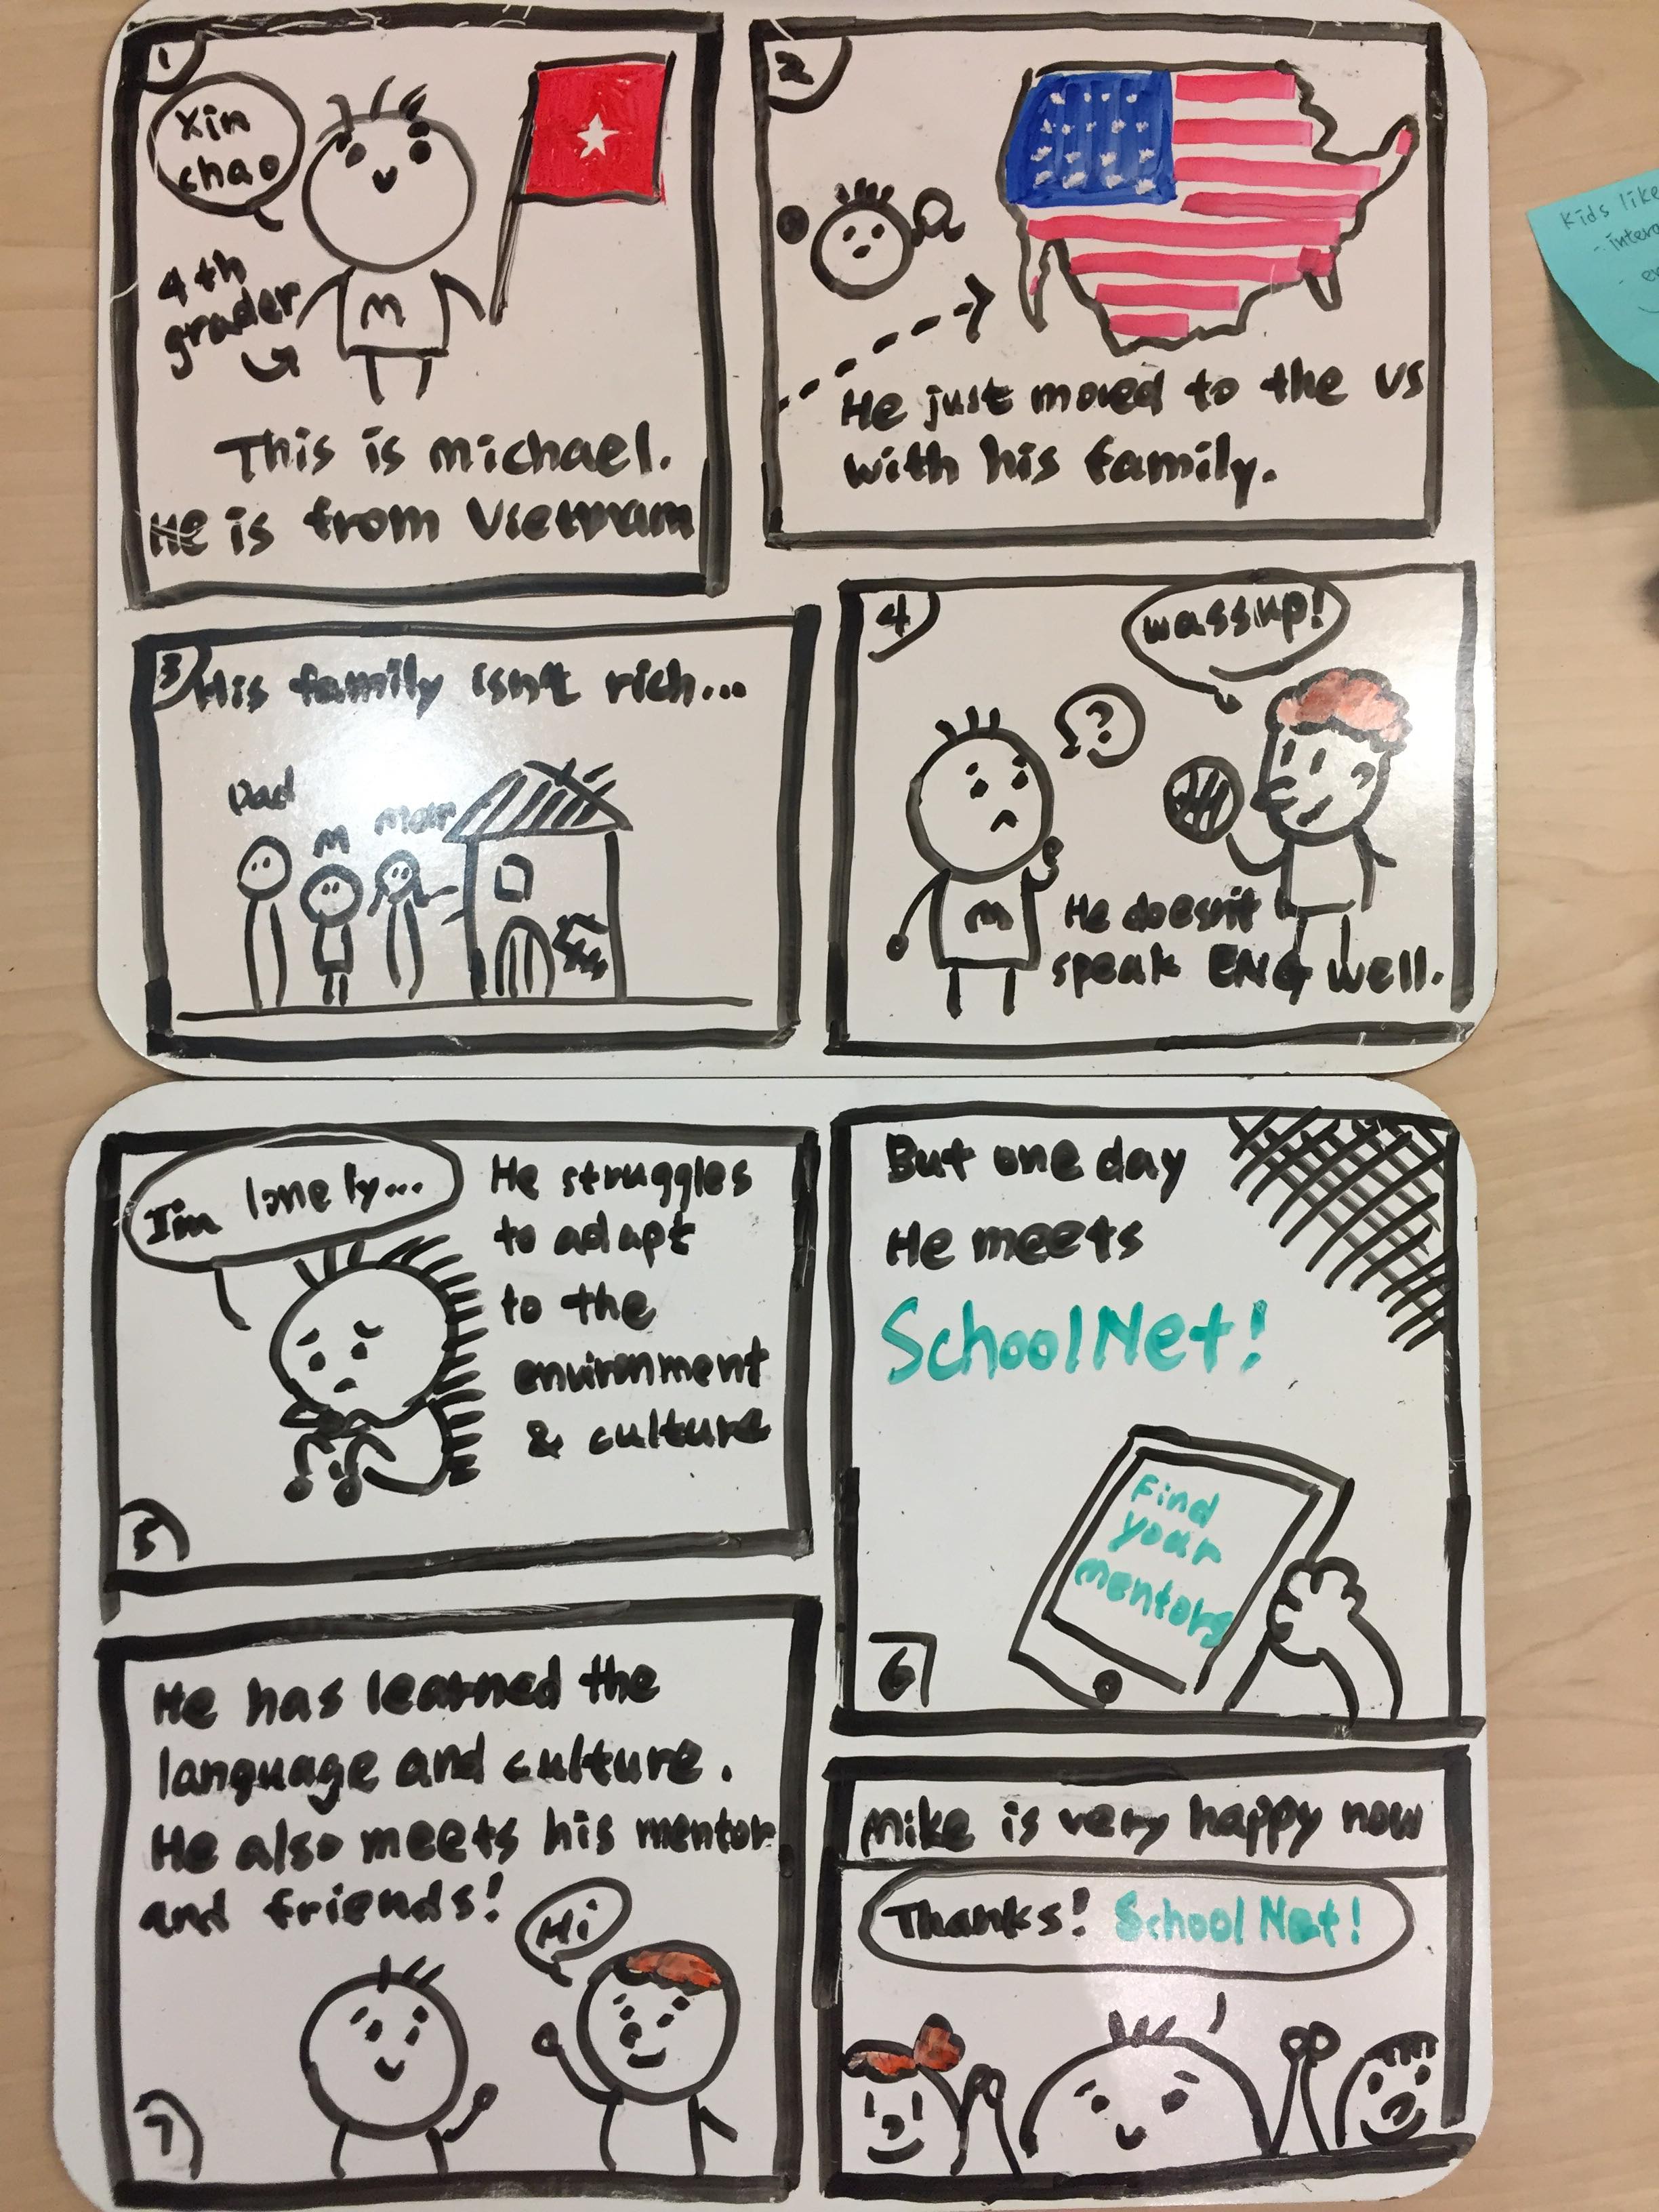 1
Xin
chao
4th
grader
M
This is michael.
He is from Vietnam
2
He just moved to the US
with his family.
3
His family isn't rich...
Dad
M
Mom
4
wassup!
?
M
He doesn't
speak ENG well.
I'm lonely...
He struggles
to adapt
to the
environment
& culture
5
But one day
He meets
SchoolNet!
Find
your
mentors
6
He has learned the
language and culture.
He also meets his mentor
and friends!
Hi
7
Mike is very happy now
Thanks! School Net!
Kids like